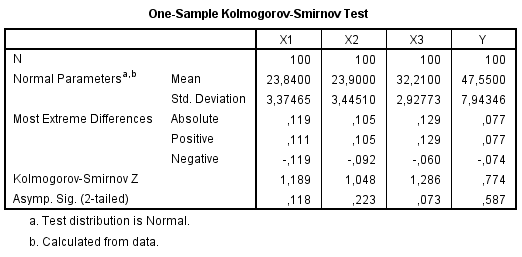 One-Sample Kolmogorov-Smirnov Test
X1 X2 X3 Y
N 100 100 100 100
Normal Parametersa,b Mean 23,8400 23,9000 32,2100 47,5500
Std. Deviation 3,37465 3,44510 2,92773 7,94346
Most Extreme Differences Absolute ,119 ,105 ,129 ,077
Positive ,111 ,105 ,129 ,077
Negative -,119 -,092 -,060 -,074
Kolmogorov-Smirnov Z 1,189 1,048 1,286 ,774
Asymp. Sig. (2-tailed) ,118 ,223 ,073 ,587
a. Test distribution is Normal.
b. Calculated from data.